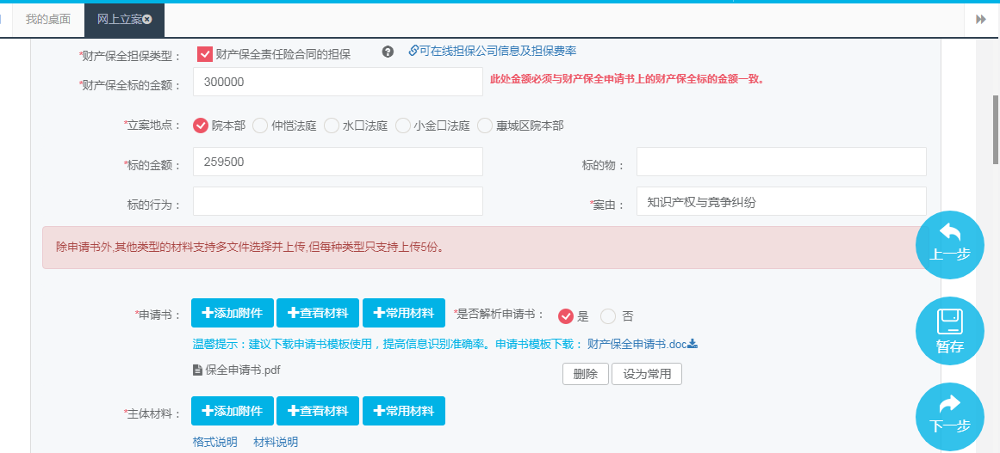 我的桌面 网上立案
*财产保全担保类型： 财产保全责任险合同的担保 可在线担保公司信息及担保费率
*财产保全标的金额： 300000 此处金额必须与财产保全申请书上的财产保全标的金额一致。
*立案地点： 院本部 仲恺法庭 水口法庭 小金口法庭 惠城区院本部
*标的金额： 259500 标的物：
标的行为： *案由： 知识产权与竞争纠纷
除申请书外,其他类型的材料支持多文件选择并上传,但每种类型只支持上传5份。
上一步
*申请书： 添加附件 查看材料 常用材料 *是否解析申请书： 是 否
温馨提示：建议下载申请书模板使用，提高信息识别准确率。申请书模板下载： 财产保全申请书.doc
暂存
保全申请书.pdf 删除 设为常用
*主体材料： 添加附件 查看材料 常用材料
下一步
格式说明 材料说明